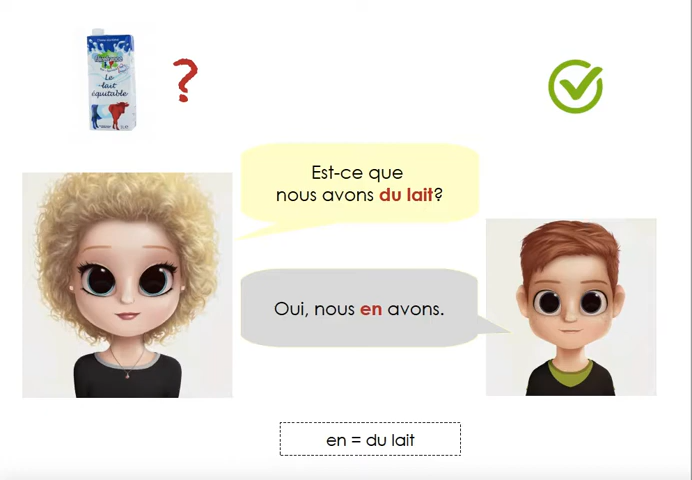 Le
lait
équitable
?
Est-ce que
nous avons du lait?
Oui, nous en avons.
en = du lait